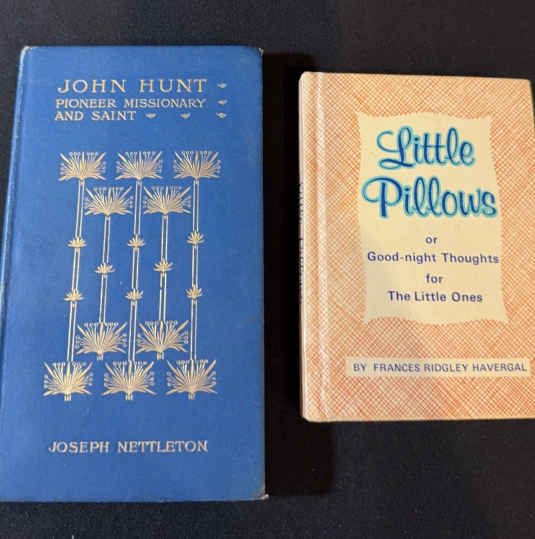 JOHN HUNT
PIONEER MISSIONARY
AND SAINT
JOSEPH NETTLETON
Little
Pillows
or
Good-night Thoughts
for
The Little Ones
BY FRANCES RIDGLEY HAVERGAL